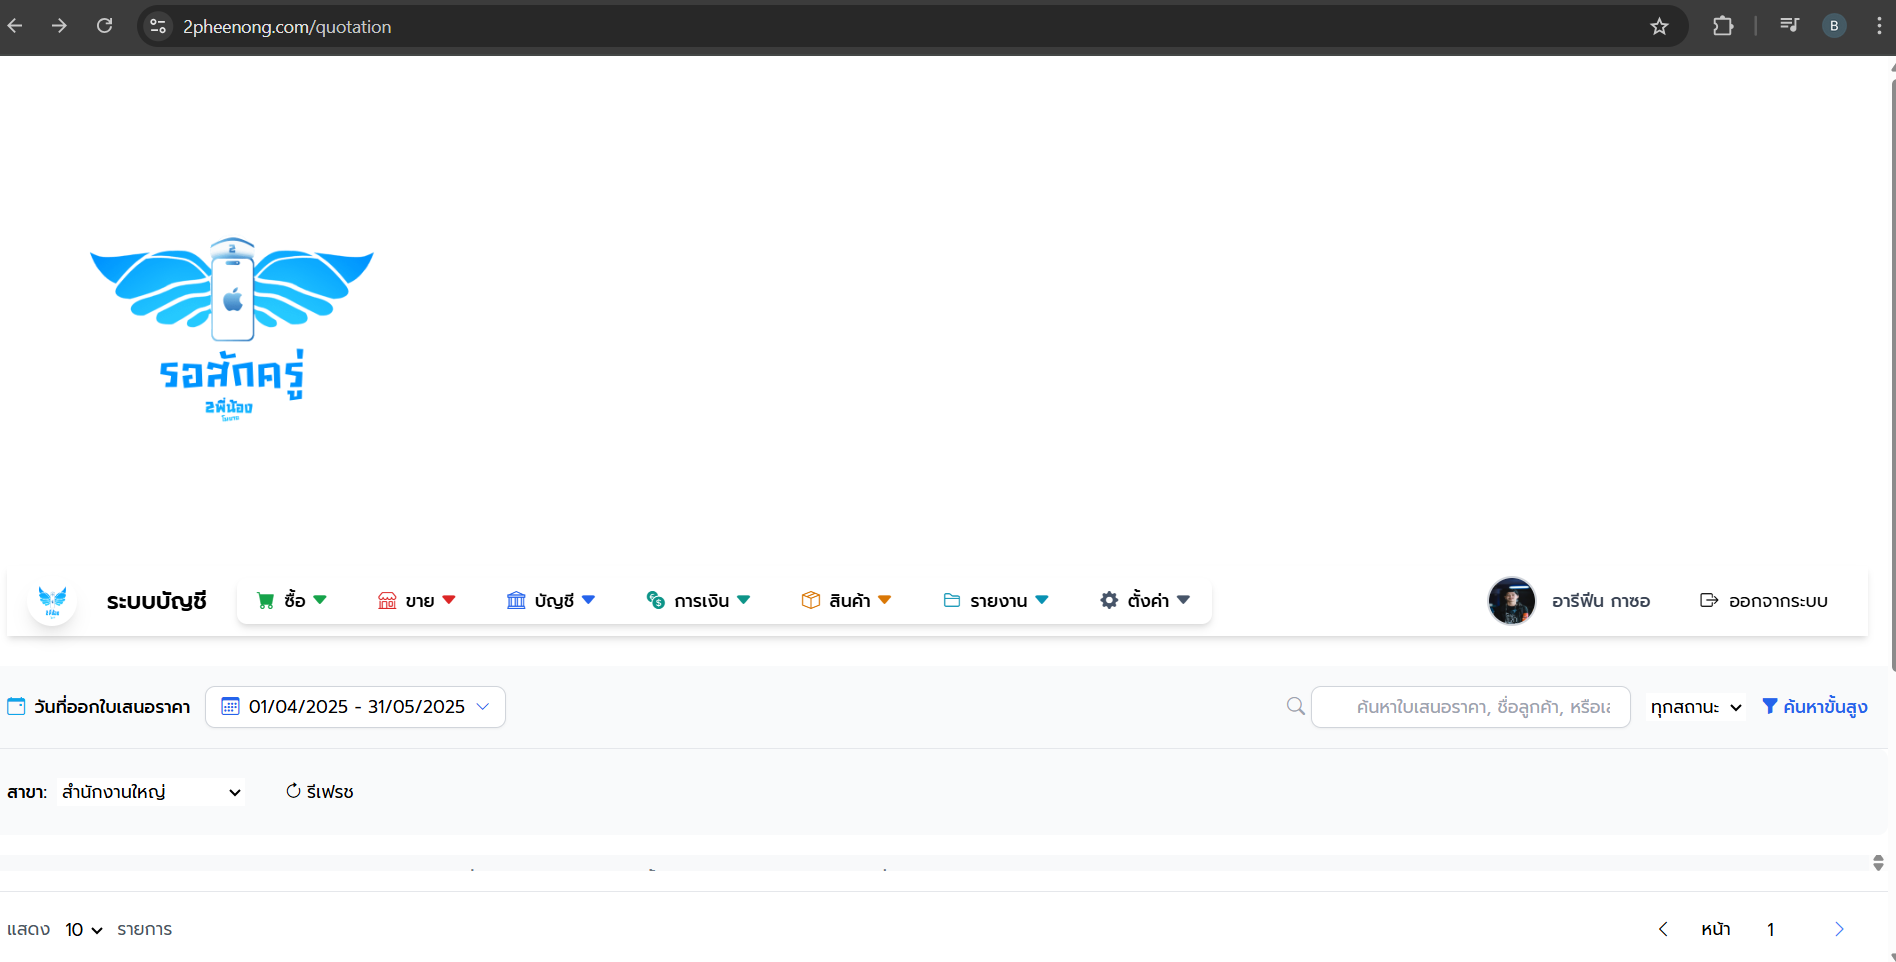 2pheenong.com/quotation
B
2
รอสักครู่
2พี่น้อง
โมบาย
ระบบบัญชี
ซื้อ
ขาย
บัญชี
การเงิน
สินค้า
รายงาน
ตั้งค่า
อารีฟีน กาซอ
ออกจากระบบ
วันที่ออกใบเสนอราคา
01/04/2025 - 31/05/2025
ค้นหาใบเสนอราคา, ชื่อลูกค้า, หรือเล
ทุกสถานะ
ค้นหาขั้นสูง
สาขา:
สำนักงานใหญ่
รีเฟรช
แสดง 10 รายการ
หน้า 1